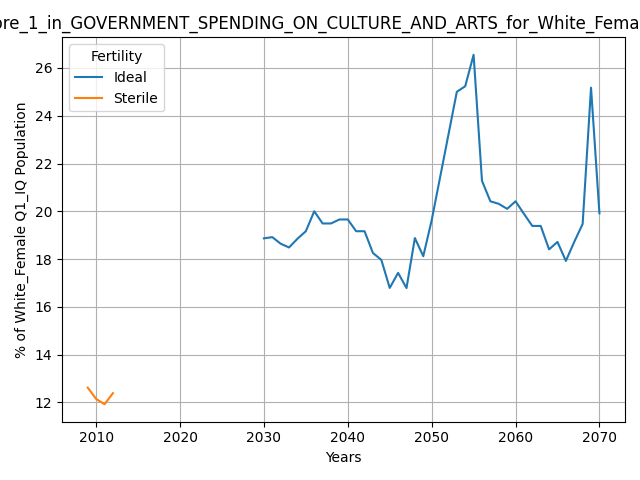 ore_1_in_GOVERNMENT_SPENDING_ON_CULTURE_AND_ARTS_for_White_Fema
Fertility
Ideal
Sterile
% of White_Female Q1_IQ Population
26
24
22
20
18
16
14
12
2010 2020 2030 2040 2050 2060 2070
Years